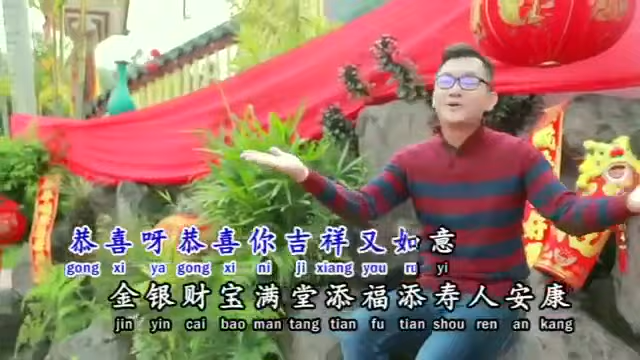 恭喜呀恭喜你吉祥又如意
gong xi ya gong xi ni ji xiang you ru yi
金银财宝满堂添福添寿人安康
jin yin cai bao man tang tian fu tian shou ren an kang